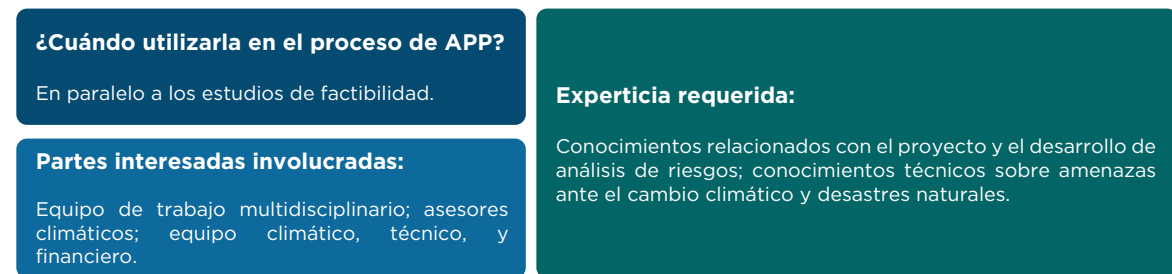 ¿Cuándo utilizarla en el proceso de APP?
En paralelo a los estudios de factibilidad.
Partes interesadas involucradas:
Equipo de trabajo multidisciplinario; asesores
climáticos; equipo climático, técnico, y
financiero.
Experticia requerida:
Conocimientos relacionados con el proyecto y el desarrollo de
análisis de riesgos; conocimientos técnicos sobre amenazas
ante el cambio climático y desastres naturales.